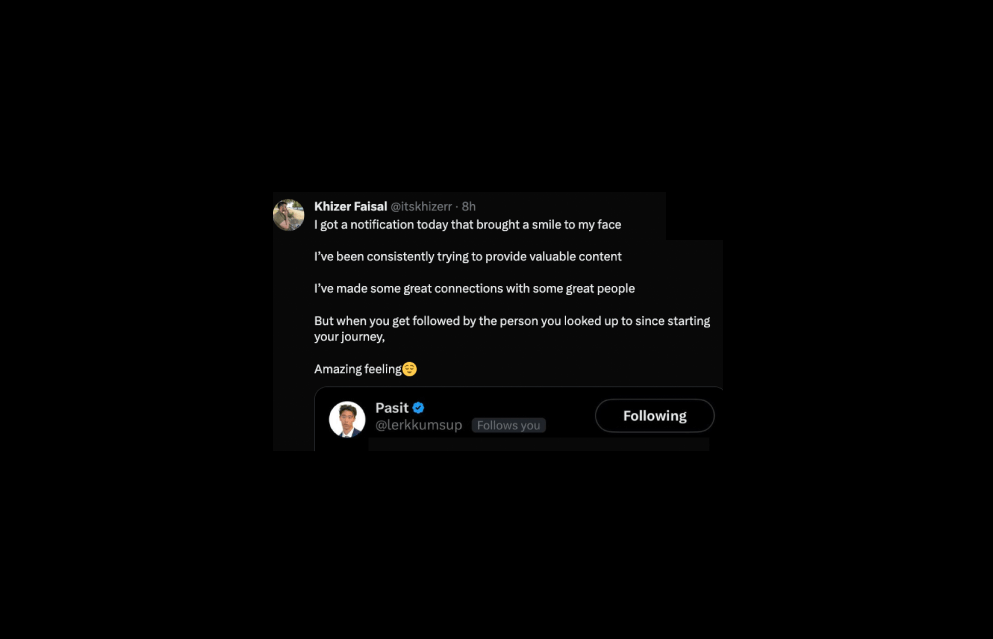 Khizer Faisal @itskhizerr · 8h
I got a notification today that brought a smile to my face
I’ve been consistently trying to provide valuable content
I’ve made some great connections with some great people
But when you get followed by the person you looked up to since starting
your journey,
Amazing feeling😌
Pasit
@lerkkumsup Follows you
Following